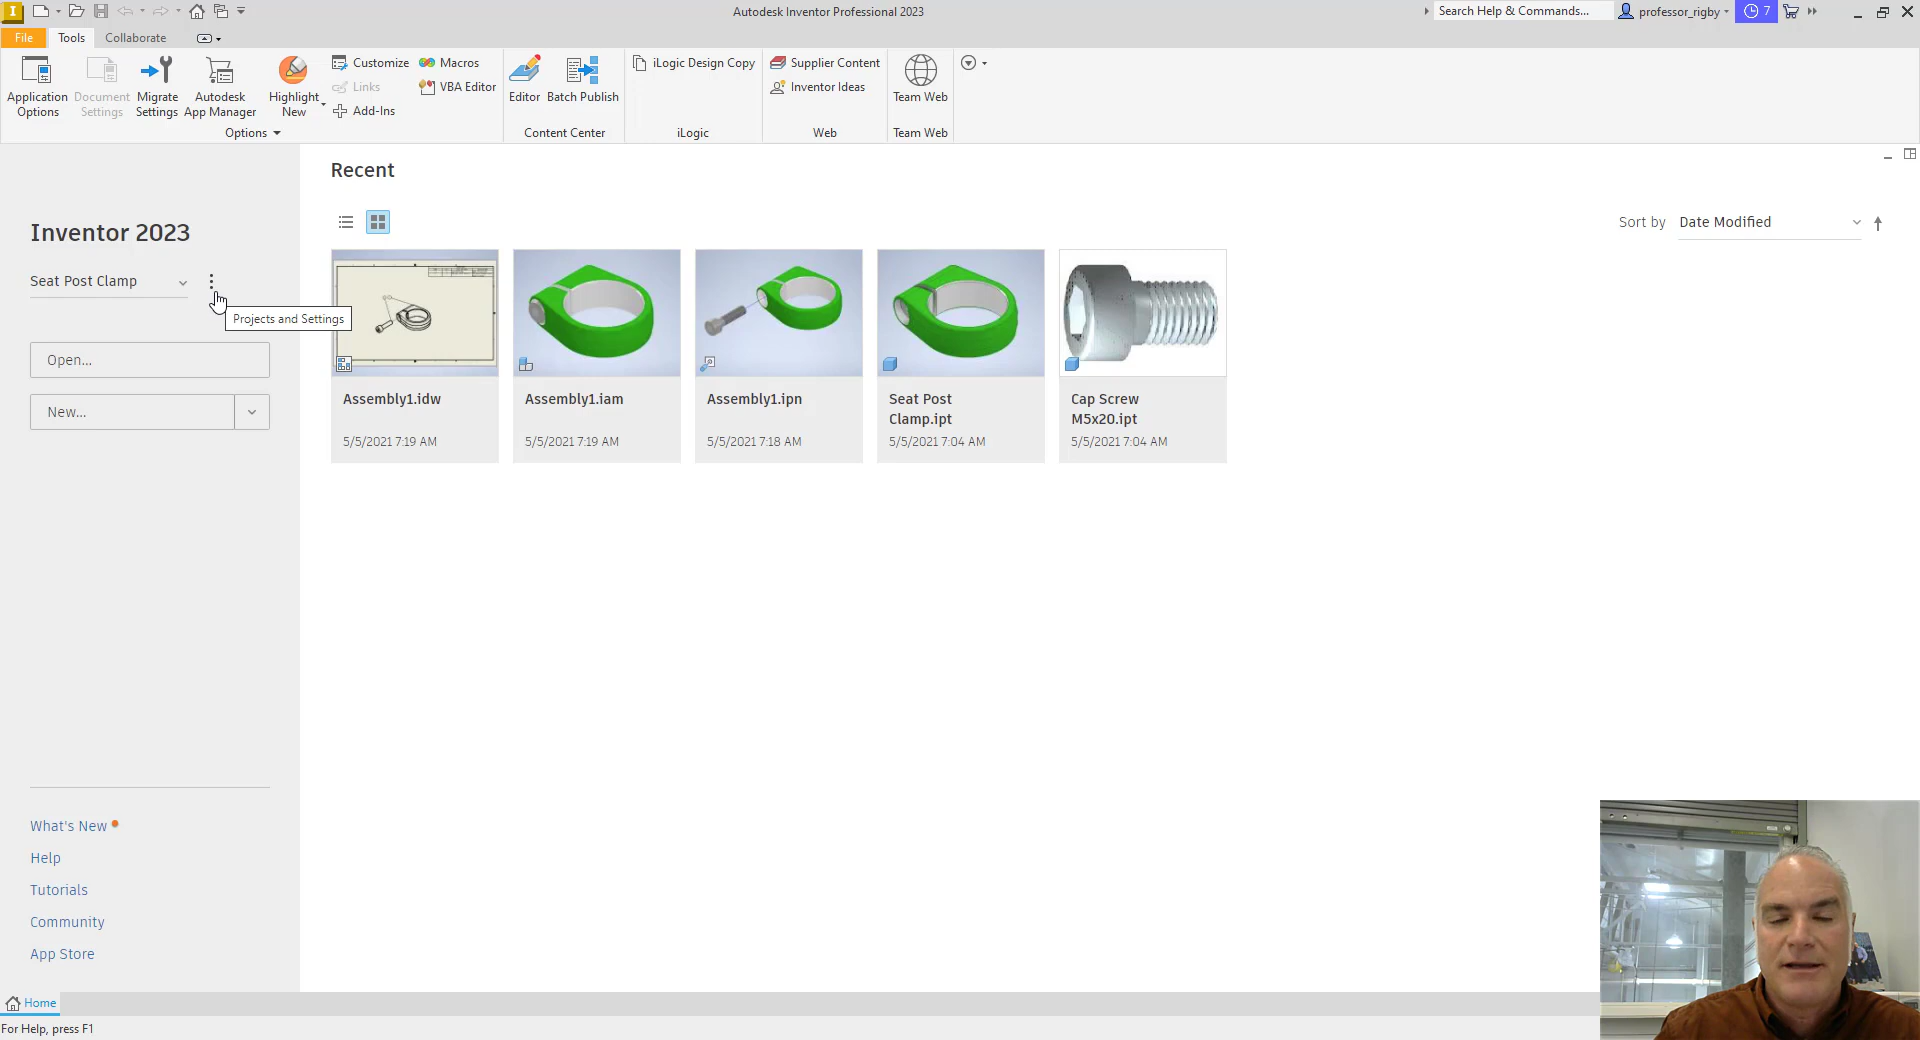 Autodesk Inventor Professional 2023
Search Help & Commands...
professor_rigby
7
File
Tools
Collaborate
Application Options
Document Settings
Migrate Settings
Autodesk App Manager
Highlight New
Customize
Links
Add-Ins
Macros
VBA Editor
Options
Editor
Batch Publish
Content Center
iLogic Design Copy
iLogic
Supplier Content
Inventor Ideas
Web
Team Web
Team Web
Inventor 2023
Seat Post Clamp
Projects and Settings
Open...
New...
What's New
Help
Tutorials
Community
App Store
Recent
Sort by
Date Modified
Assembly1.idw
5/5/2021 7:19 AM
Assembly1.iam
5/5/2021 7:19 AM
Assembly1.ipn
5/5/2021 7:18 AM
Seat Post
Clamp.ipt
5/5/2021 7:04 AM
Cap Screw
M5x20.ipt
5/5/2021 7:04 AM
Home
For Help, press F1